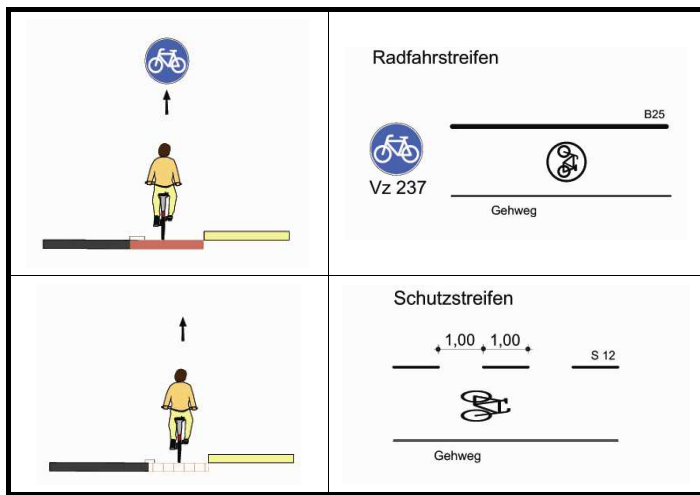 Radfahrstreifen
B25
Vz 237
Gehweg
Schutzstreifen
1,00 1,00
S 12
Gehweg